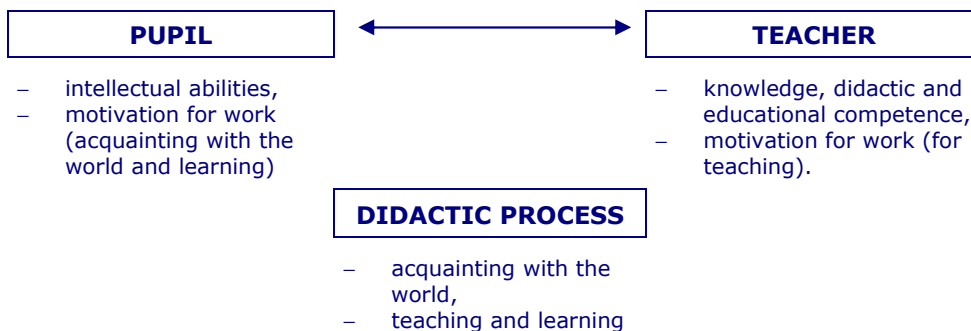 PUPIL
TEACHER
– intellectual abilities,
– motivation for work
(acquainting with the
world and learning)
– knowledge, didactic and
educational competence,
– motivation for work (for
teaching).
DIDACTIC PROCESS
– acquainting with the
world,
– teaching and learning